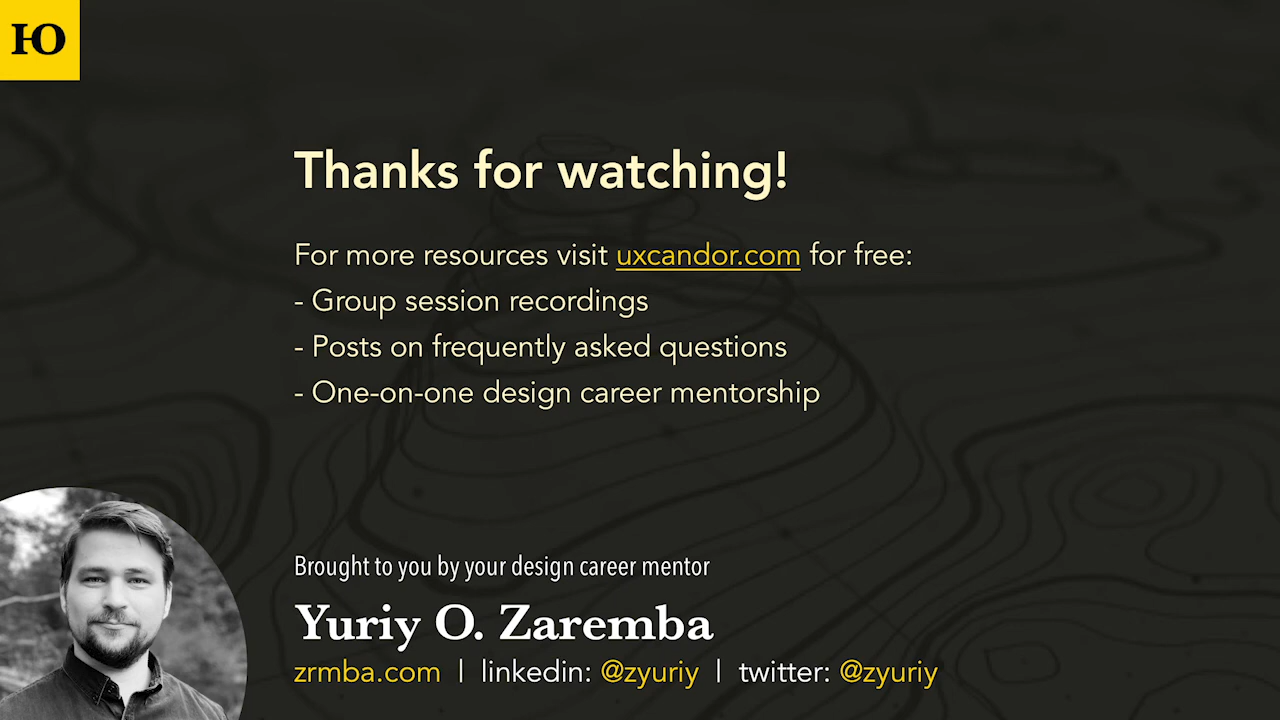 Ю
Thanks for watching!
For more resources visit uxcandor.com for free:
- Group session recordings
- Posts on frequently asked questions
- One-on-one design career mentorship
Brought to you by your design career mentor
Yuriy O. Zaremba
zrmba.com | linkedin: @zyuriy | twitter: @zyuriy